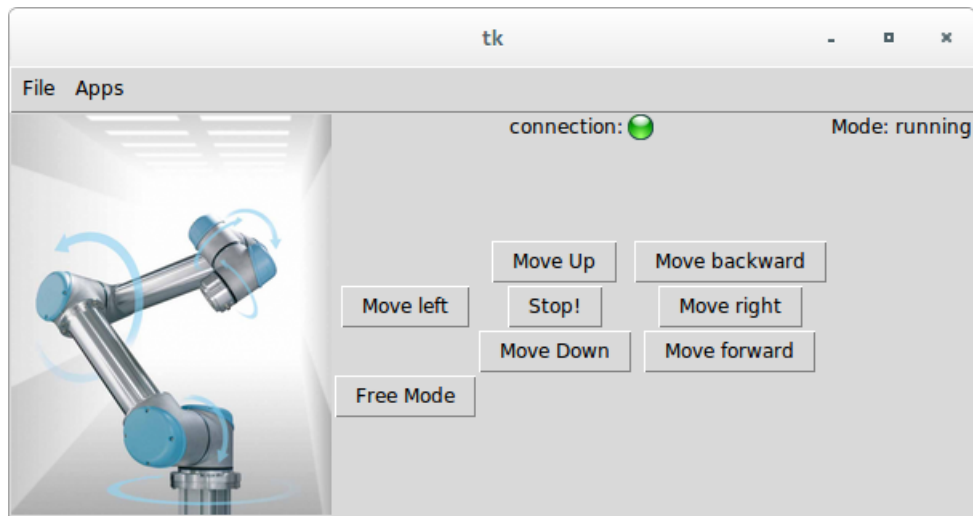 tk
File Apps
connection: Mode: running
Move Up Move backward
Move left Stop! Move right
Move Down Move forward
Free Mode